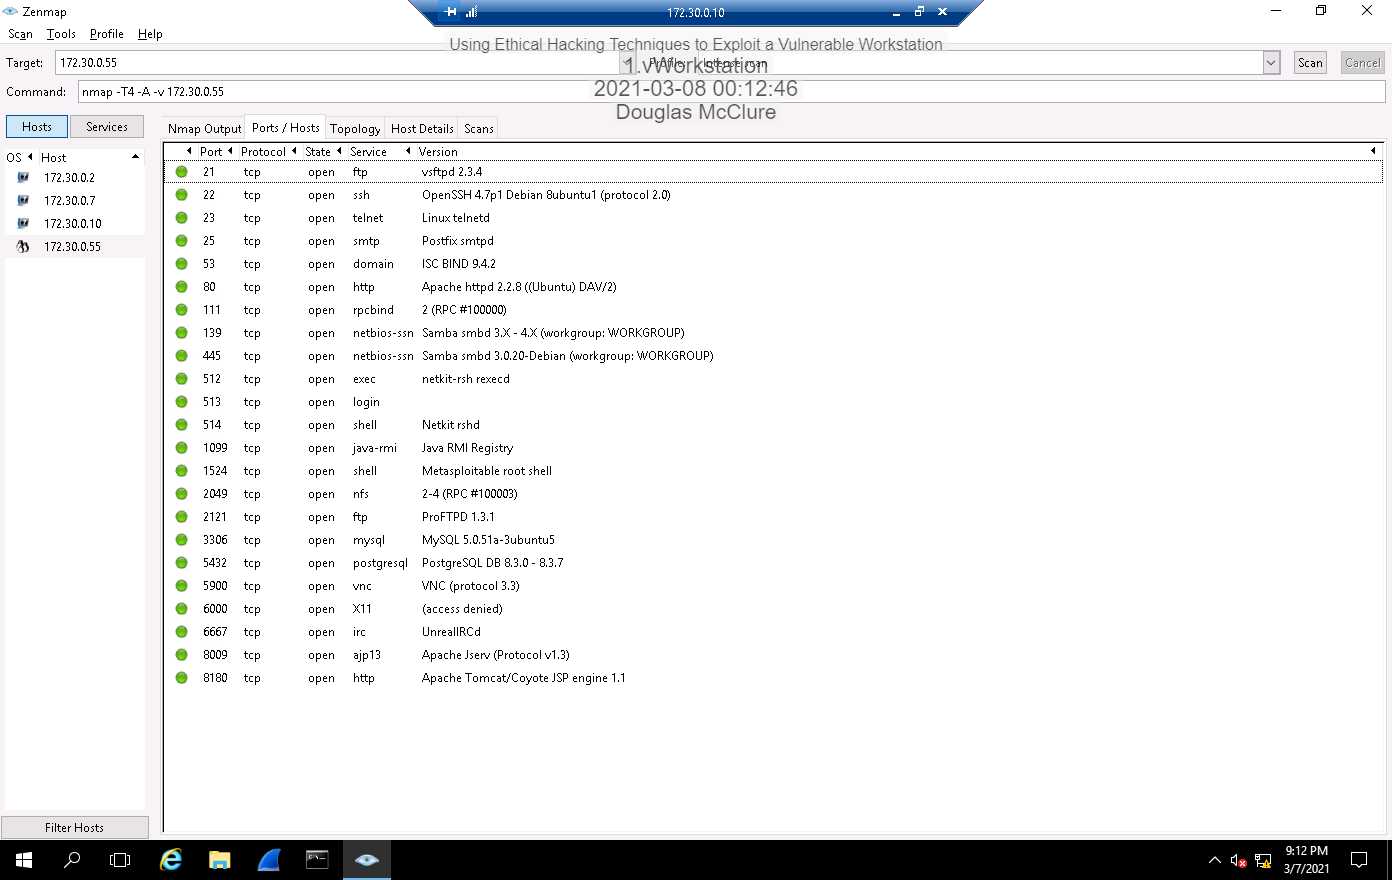 Zenmap
172.30.0.10
Scan Tools Profile Help
Using Ethical Hacking Techniques to Exploit a Vulnerable Workstation
Target: 172.30.0.55 Scan Cancel
1.vWorkstation
Command: nmap -T4 -A -v 172.30.0.55
2021-03-08 00:12:46
Douglas McClure
Hosts Services
Nmap Output Ports / Hosts Topology Host Details Scans
OS Host
Port Protocol State Service Version
172.30.0.2
172.30.0.7
172.30.0.10
172.30.0.55
21 tcp open ftp vsftpd 2.3.4
22 tcp open ssh OpenSSH 4.7p1 Debian 8ubuntu1 (protocol 2.0)
23 tcp open telnet Linux telnetd
25 tcp open smtp Postfix smtpd
53 tcp open domain ISC BIND 9.4.2
80 tcp open http Apache httpd 2.2.8 ((Ubuntu) DAV/2)
111 tcp open rpcbind 2 (RPC #100000)
139 tcp open netbios-ssn Samba smbd 3.X - 4.X (workgroup: WORKGROUP)
445 tcp open netbios-ssn Samba smbd 3.0.20-Debian (workgroup: WORKGROUP)
512 tcp open exec netkit-rsh rexecd
513 tcp open login
514 tcp open shell Netkit rshd
1099 tcp open java-rmi Java RMI Registry
1524 tcp open shell Metasploitable root shell
2049 tcp open nfs 2-4 (RPC #100003)
2121 tcp open ftp ProFTPD 1.3.1
3306 tcp open mysql MySQL 5.0.51a-3ubuntu5
5432 tcp open postgresql PostgreSQL DB 8.3.0 - 8.3.7
5900 tcp open vnc VNC (protocol 3.3)
6000 tcp open X11 (access denied)
6667 tcp open irc UnrealIRCd
8009 tcp open ajp13 Apache Jserv (Protocol v1.3)
8180 tcp open http Apache Tomcat/Coyote JSP engine 1.1
Filter Hosts
9:12 PM
3/7/2021